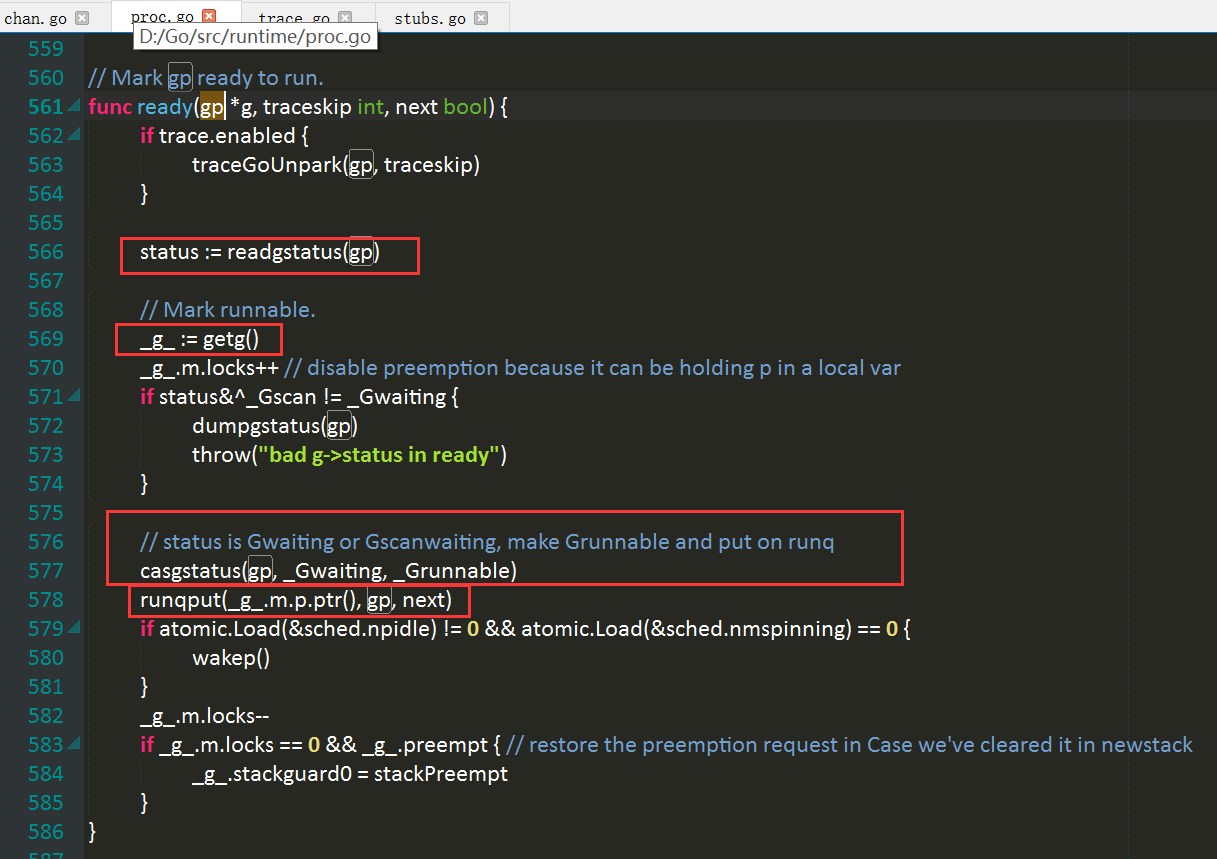 chan.go
proc.go
trace.go
stubs.go
D:/Go/src/runtime/proc.go
559
560 // Mark gp ready to run.
561 func ready(gp *g, traceskip int, next bool) {
562 if trace.enabled {
563 traceGoUnpark(gp, traceskip)
564 }
565
566 status := readgstatus(gp)
567
568 // Mark runnable.
569 _g_ := getg()
570 _g_.m.locks++ // disable preemption because it can be holding p in a local var
571 if status&^_Gscan != _Gwaiting {
572 dumpgstatus(gp)
573 throw("bad g->status in ready")
574 }
575
576 // status is Gwaiting or Gscanwaiting, make Grunnable and put on runq
577 casgstatus(gp, _Gwaiting, _Grunnable)
578 runqput(_g_.m.p.ptr(), gp, next)
579 if atomic.Load(&sched.npidle) != 0 && atomic.Load(&sched.nmspinning) == 0 {
580 wakep()
581 }
582 _g_.m.locks--
583 if _g_.m.locks == 0 && _g_.preempt { // restore the preemption request in Case we've cleared it in newstack
584 _g_.stackguard0 = stackPreempt
585 }
586 }
587